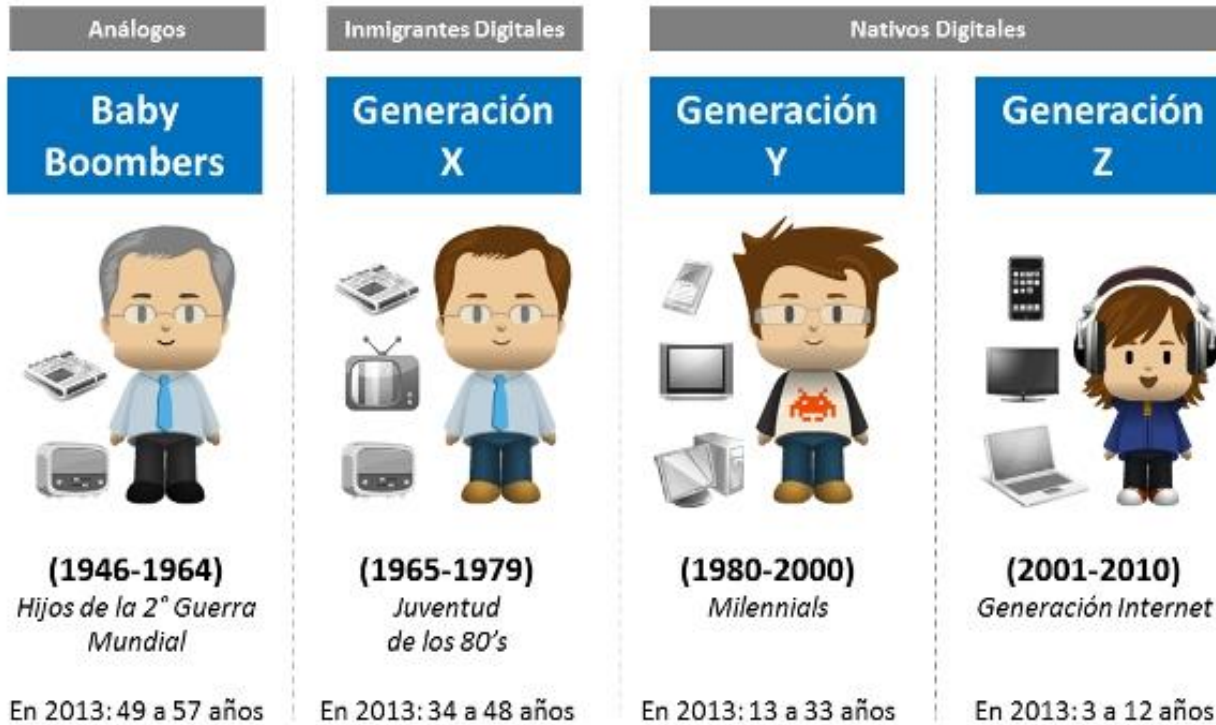 Análogos
Inmigrantes Digitales
Nativos Digitales
Baby
Boombers
Generación
X
Generación
Y
Generación
Z
(1946-1964)
Hijos de la 2° Guerra
Mundial
En 2013: 49 a 57 años
(1965-1979)
Juventud
de los 80's
En 2013: 34 a 48 años
(1980-2000)
Milennials
En 2013: 13 a 33 años
(2001-2010)
Generación Internet
En 2013: 3 a 12 años